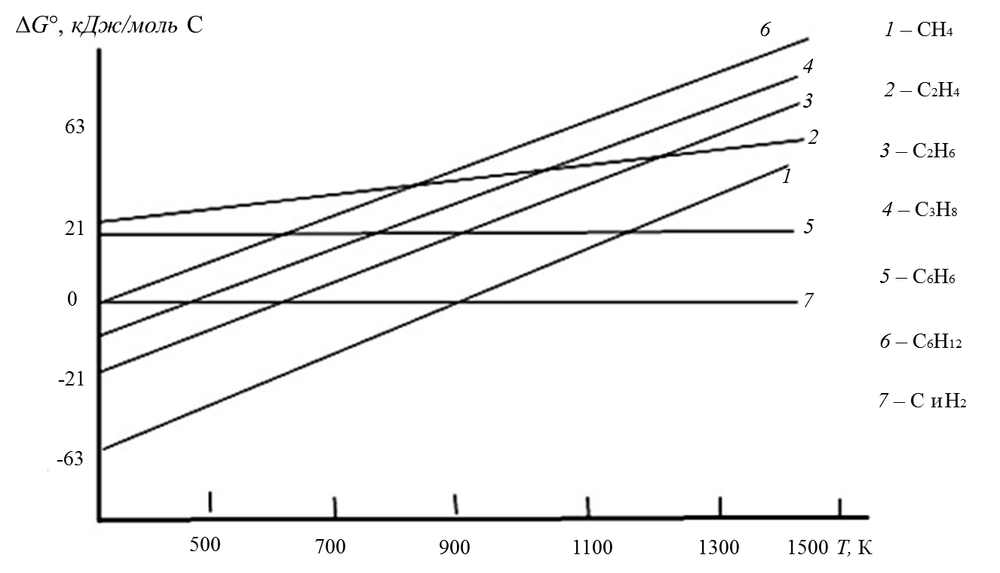 ΔG°, кДж/моль С
6
1 – CH₄
4
2 – C₂H₄
3
63
2
3 – C₂H₆
1
4 – C₃H₈
21
5
5 – C₆H₆
0
7
6 – C₆H₁₂
-21
7 – С и H₂
-63
500 700 900 1100 1300 1500 T, К